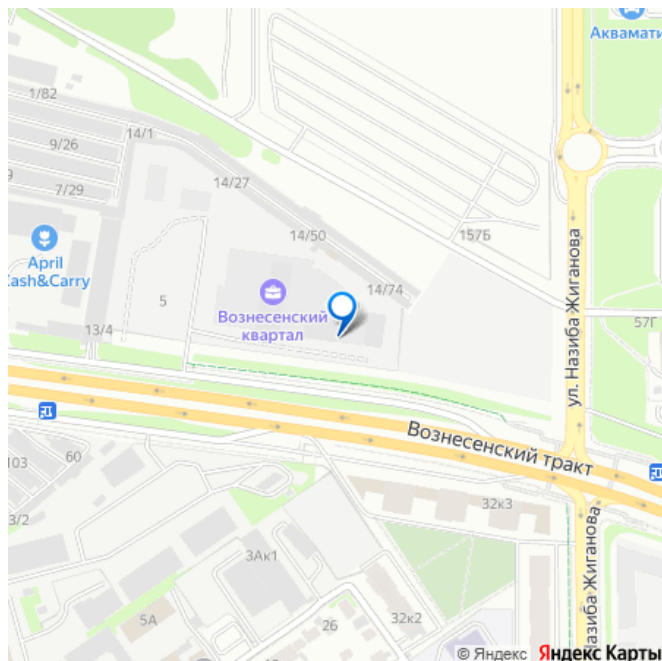 Аквамати
1/82
14/1
9/26
9
7/29
14/27
14/50
157Б
April
Cash&Carry
14/74
5
Вознесенский
квартал
57Г
13/4
ул. Назиба Жиганова
Вознесенский тракт
60
103
32к3
3/2
3Ак1
Назиба Жиганова
5А
26
32к2
© Яндекс Яндекс Карты